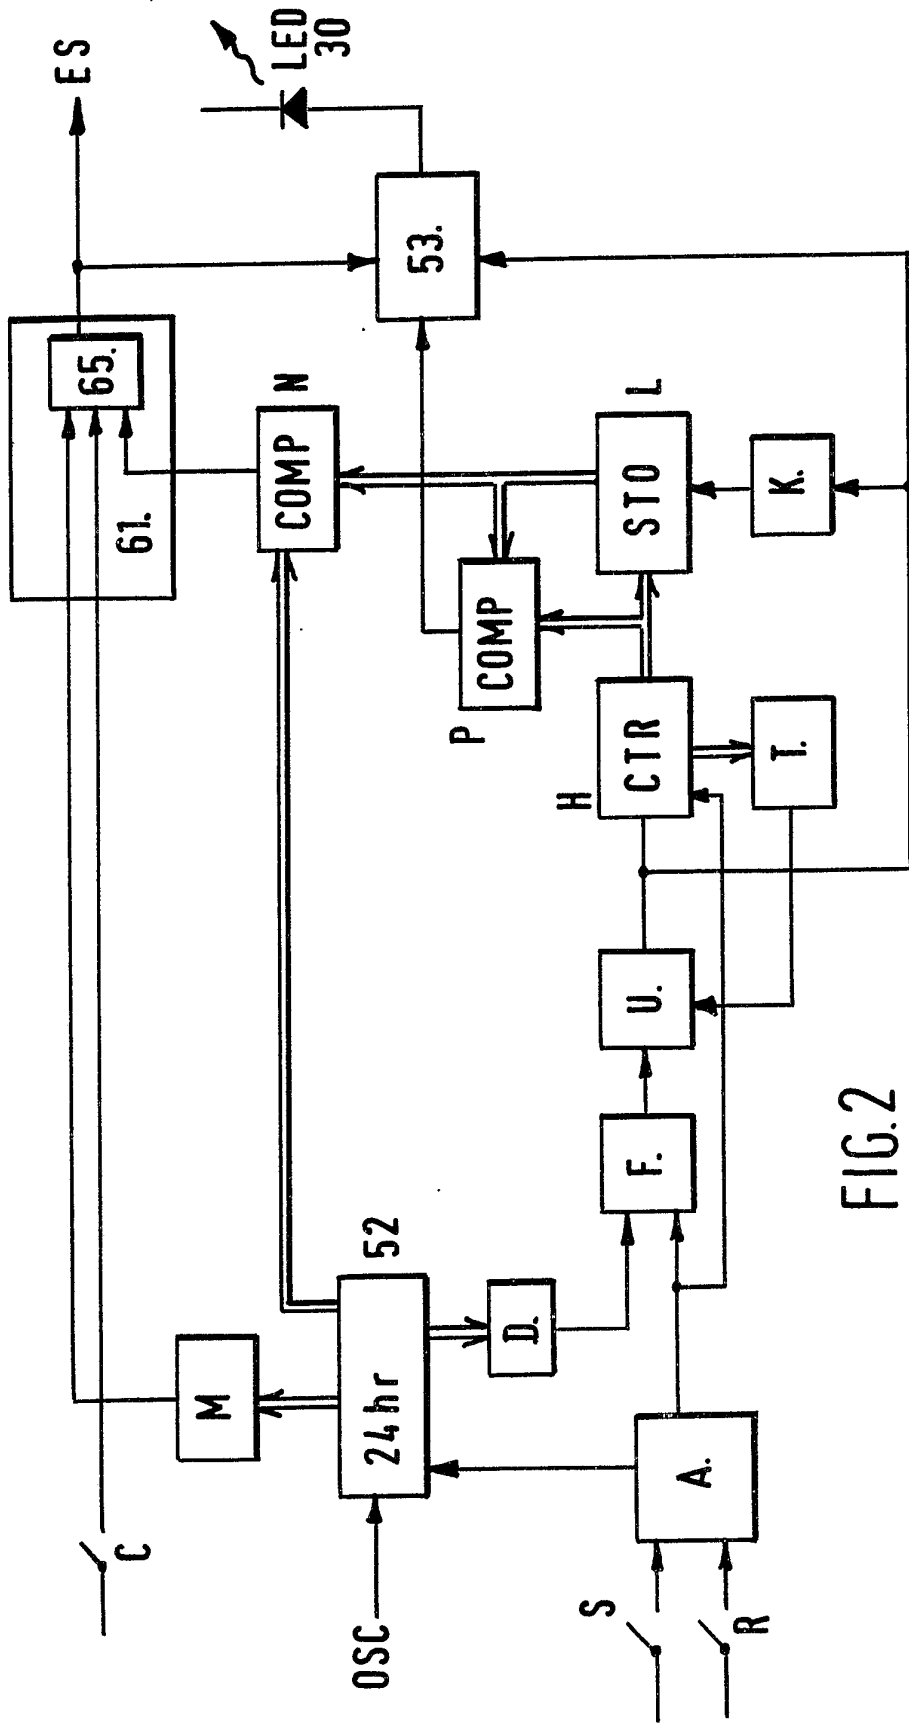 ES
LED
30
65.
61.
53.
COMP
N
COMP
P
STO
L
K.
H
CTR
T.
U.
F.
M
24hr
52
D.
A.
C
OSC
S
R
FIG.2